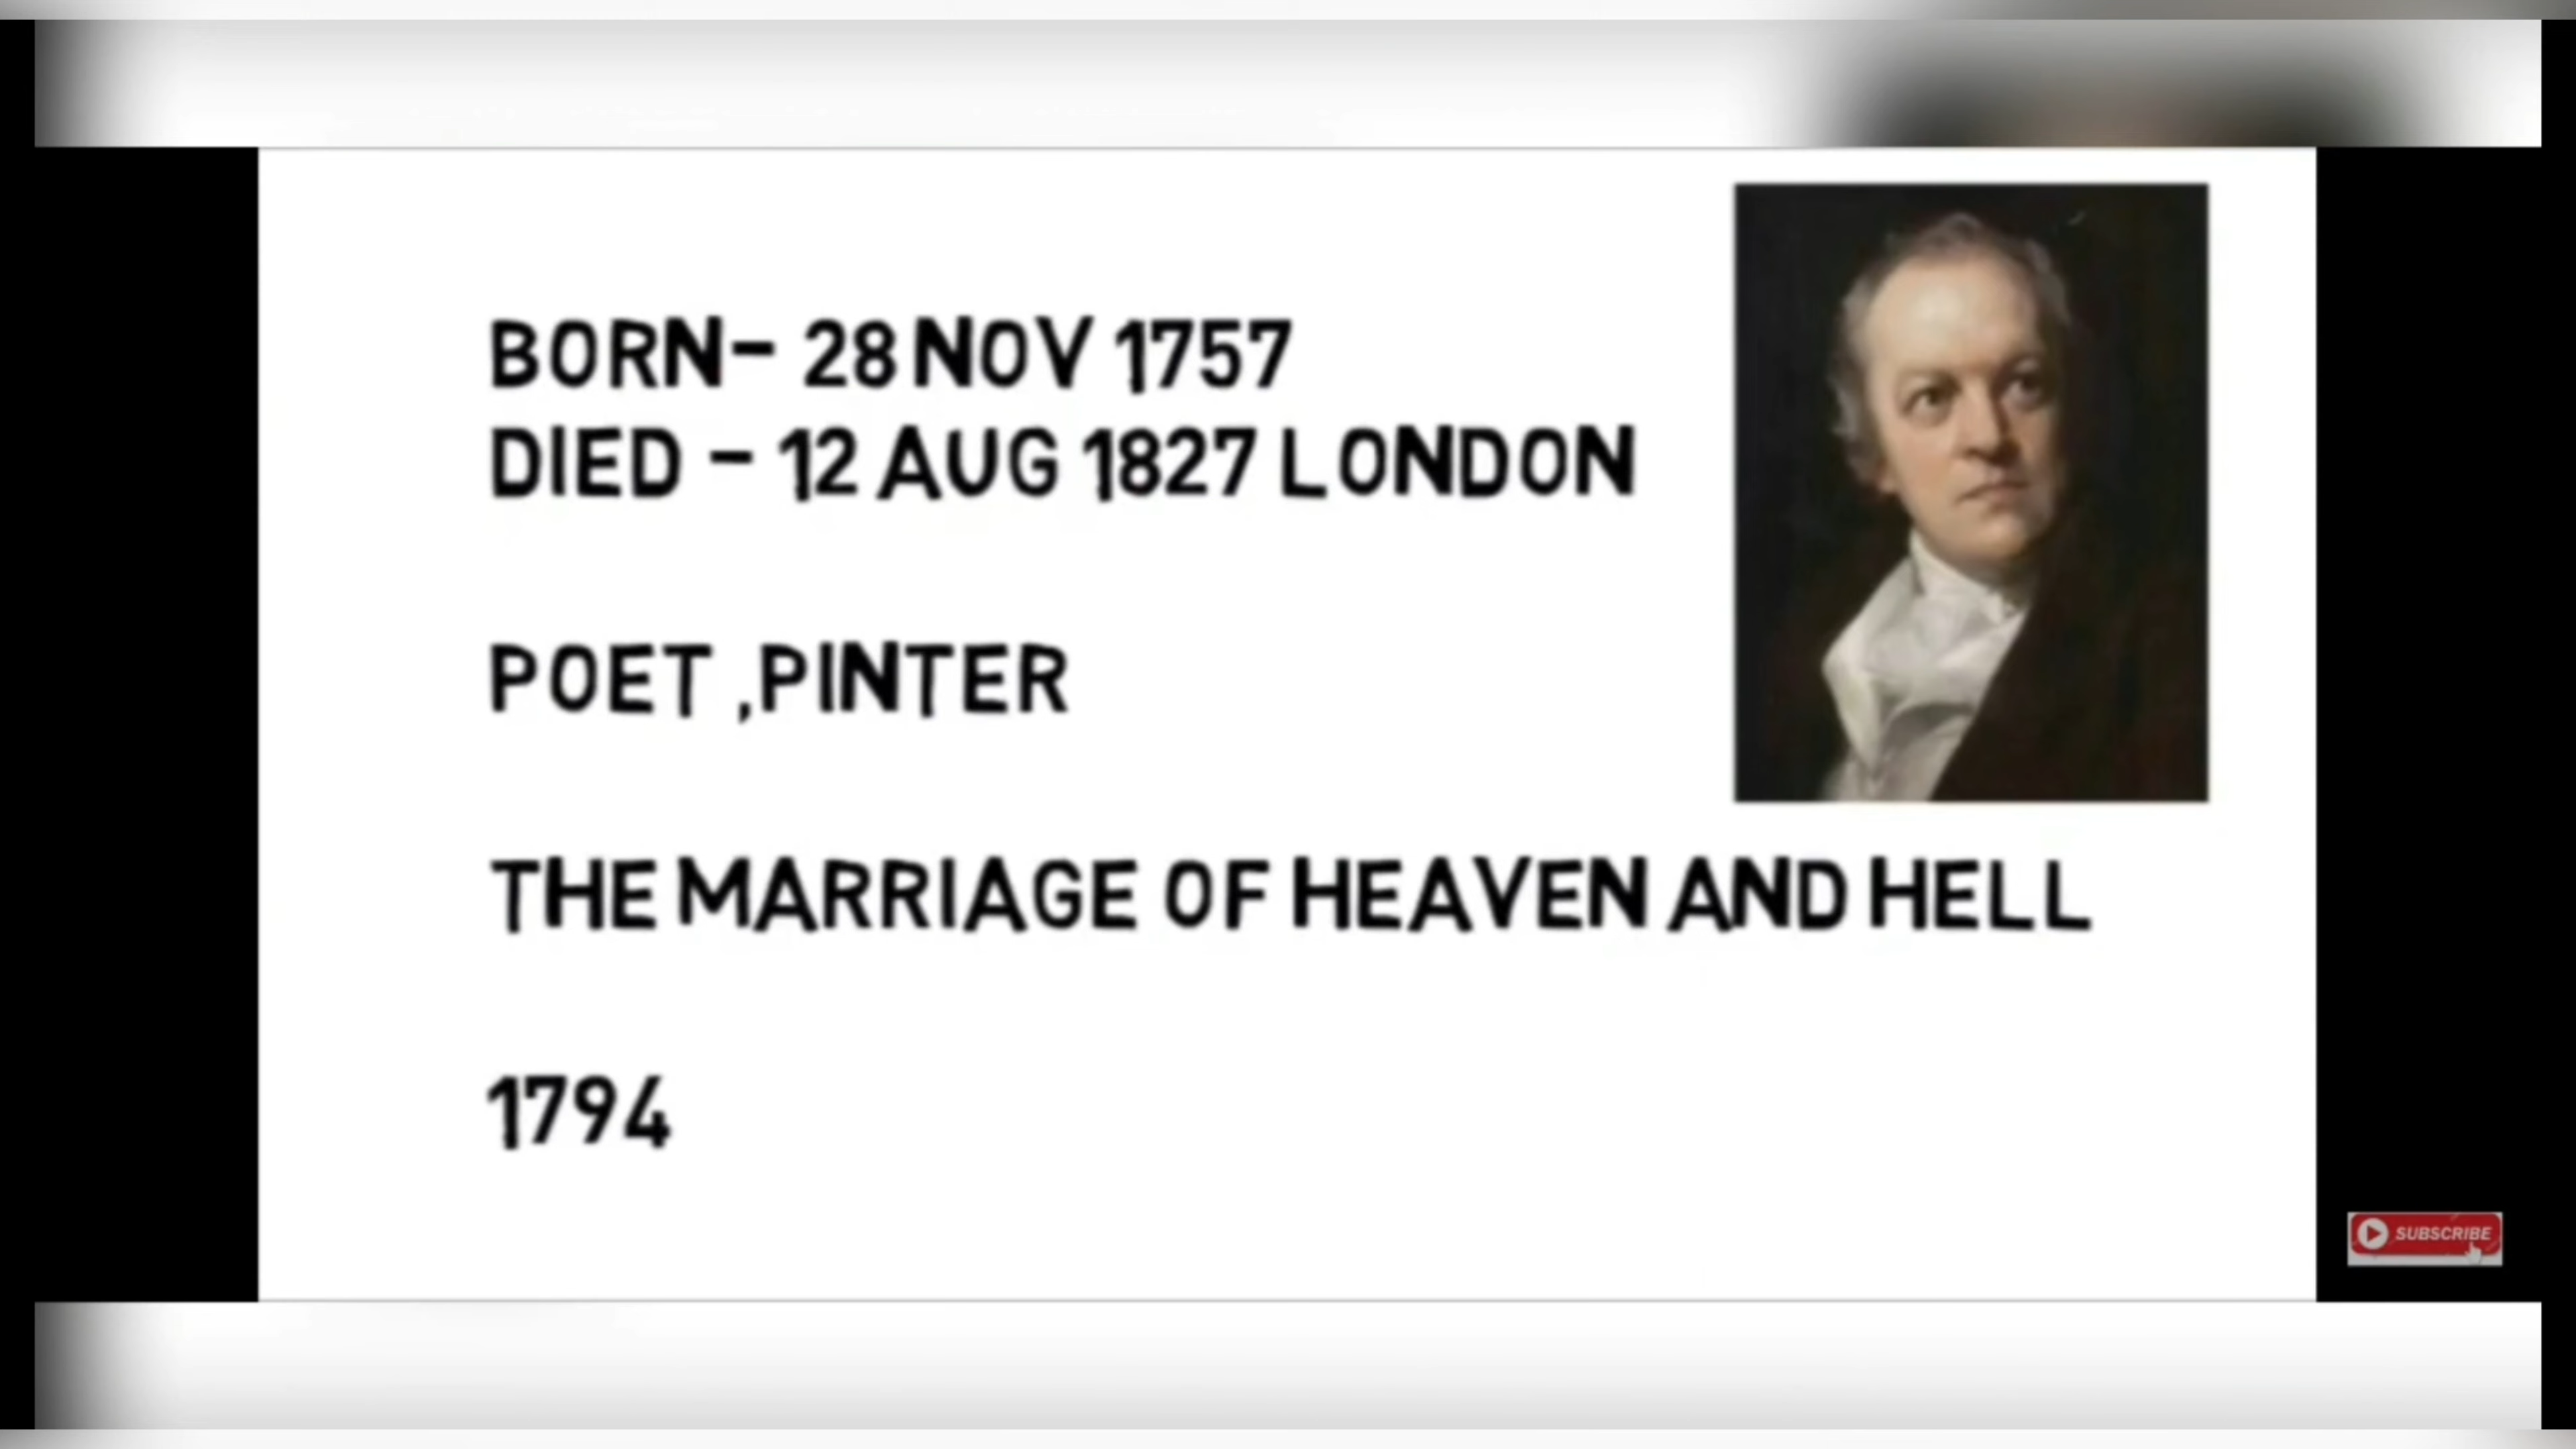 BORN- 28 NOV 1757
DIED - 12 AUG 1827 LONDON
POET ,PINTER
THE MARRIAGE OF HEAVEN AND HELL
1794
SUBSCRIBE